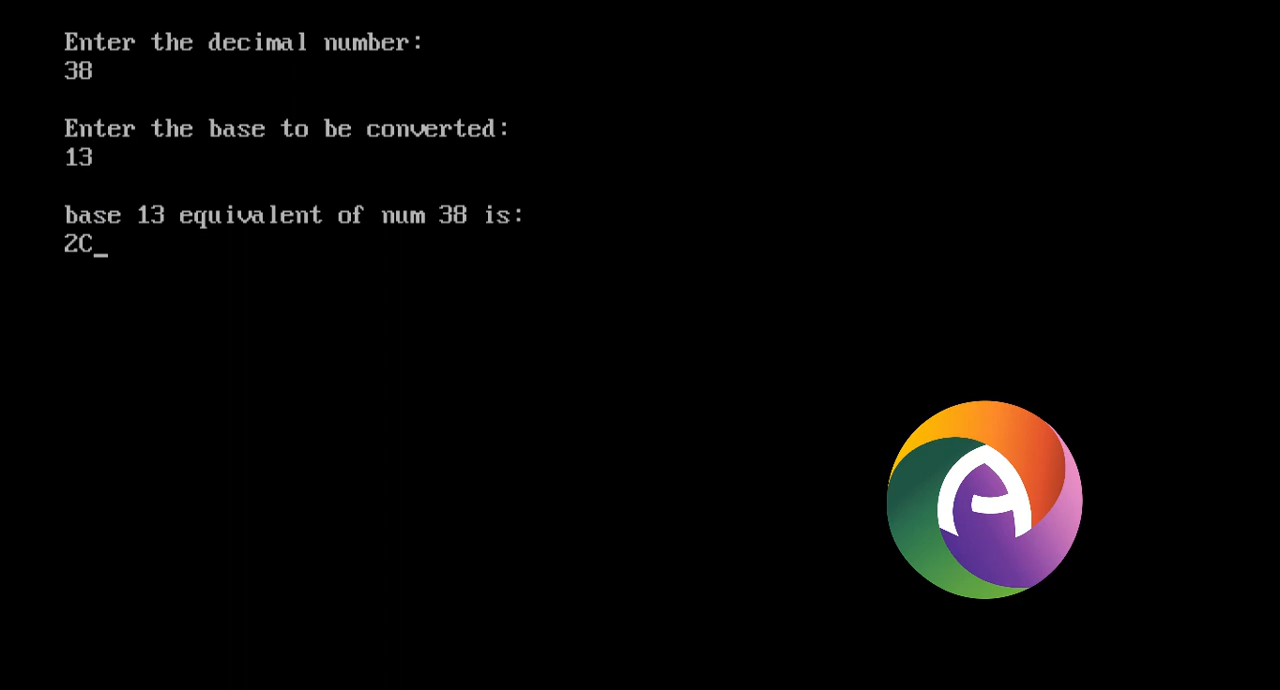 Enter the decimal number:
38
Enter the base to be converted:
13
base 13 equivalent of num 38 is:
2C_
A